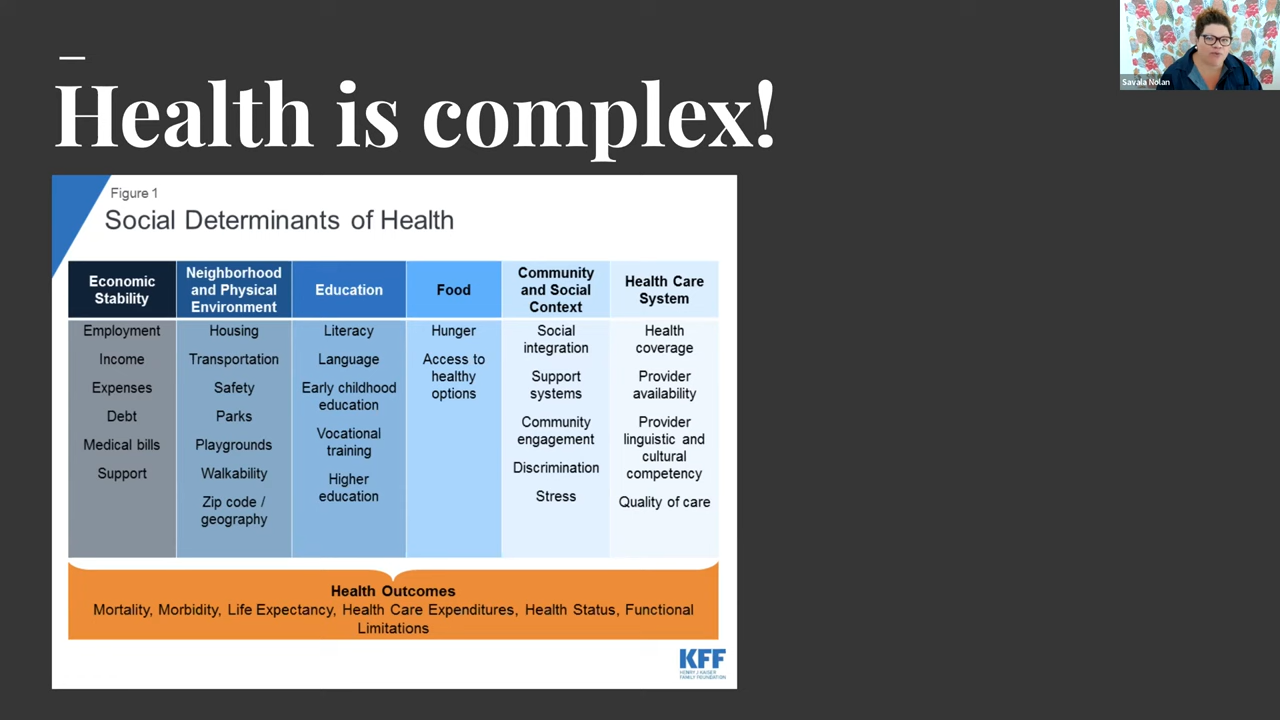 Health is complex!
Savala Nolan
Figure 1
Social Determinants of Health
Economic
Stability
Employment
Income
Expenses
Debt
Medical bills
Support
Neighborhood
and Physical
Environment
Housing
Transportation
Safety
Parks
Playgrounds
Walkability
Zip code /
geography
Education
Literacy
Language
Early childhood
education
Vocational
training
Higher
education
Food
Hunger
Access to
healthy
options
Community
and Social
Context
Social
integration
Support
systems
Community
engagement
Discrimination
Stress
Health Care
System
Health
coverage
Provider
availability
Provider
linguistic and
cultural
competency
Quality of care
Health Outcomes
Mortality, Morbidity, Life Expectancy, Health Care Expenditures, Health Status, Functional
Limitations
KFF
HENRY J KAISER
FAMILY FOUNDATION